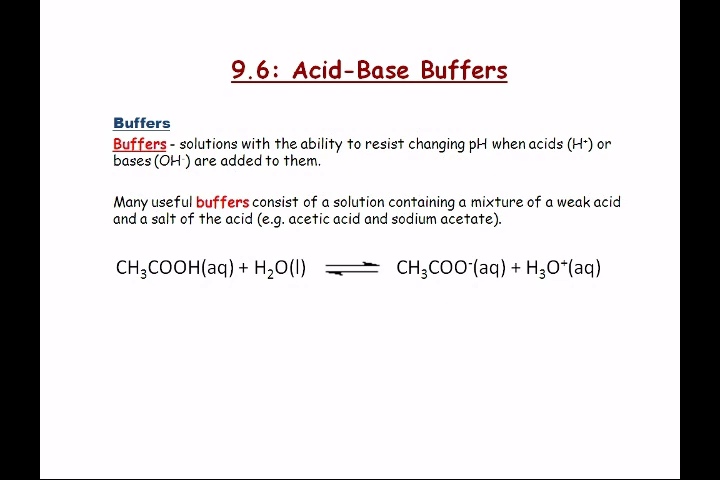 9.6: Acid-Base Buffers
Buffers
Buffers - solutions with the ability to resist changing pH when acids (H⁺) or
bases (OH⁻) are added to them.
Many useful buffers consist of a solution containing a mixture of a weak acid
and a salt of the acid (e.g. acetic acid and sodium acetate).
CH₃COOH(aq) + H₂O(l) ⇌ CH₃COO⁻(aq) + H₃O⁺(aq)